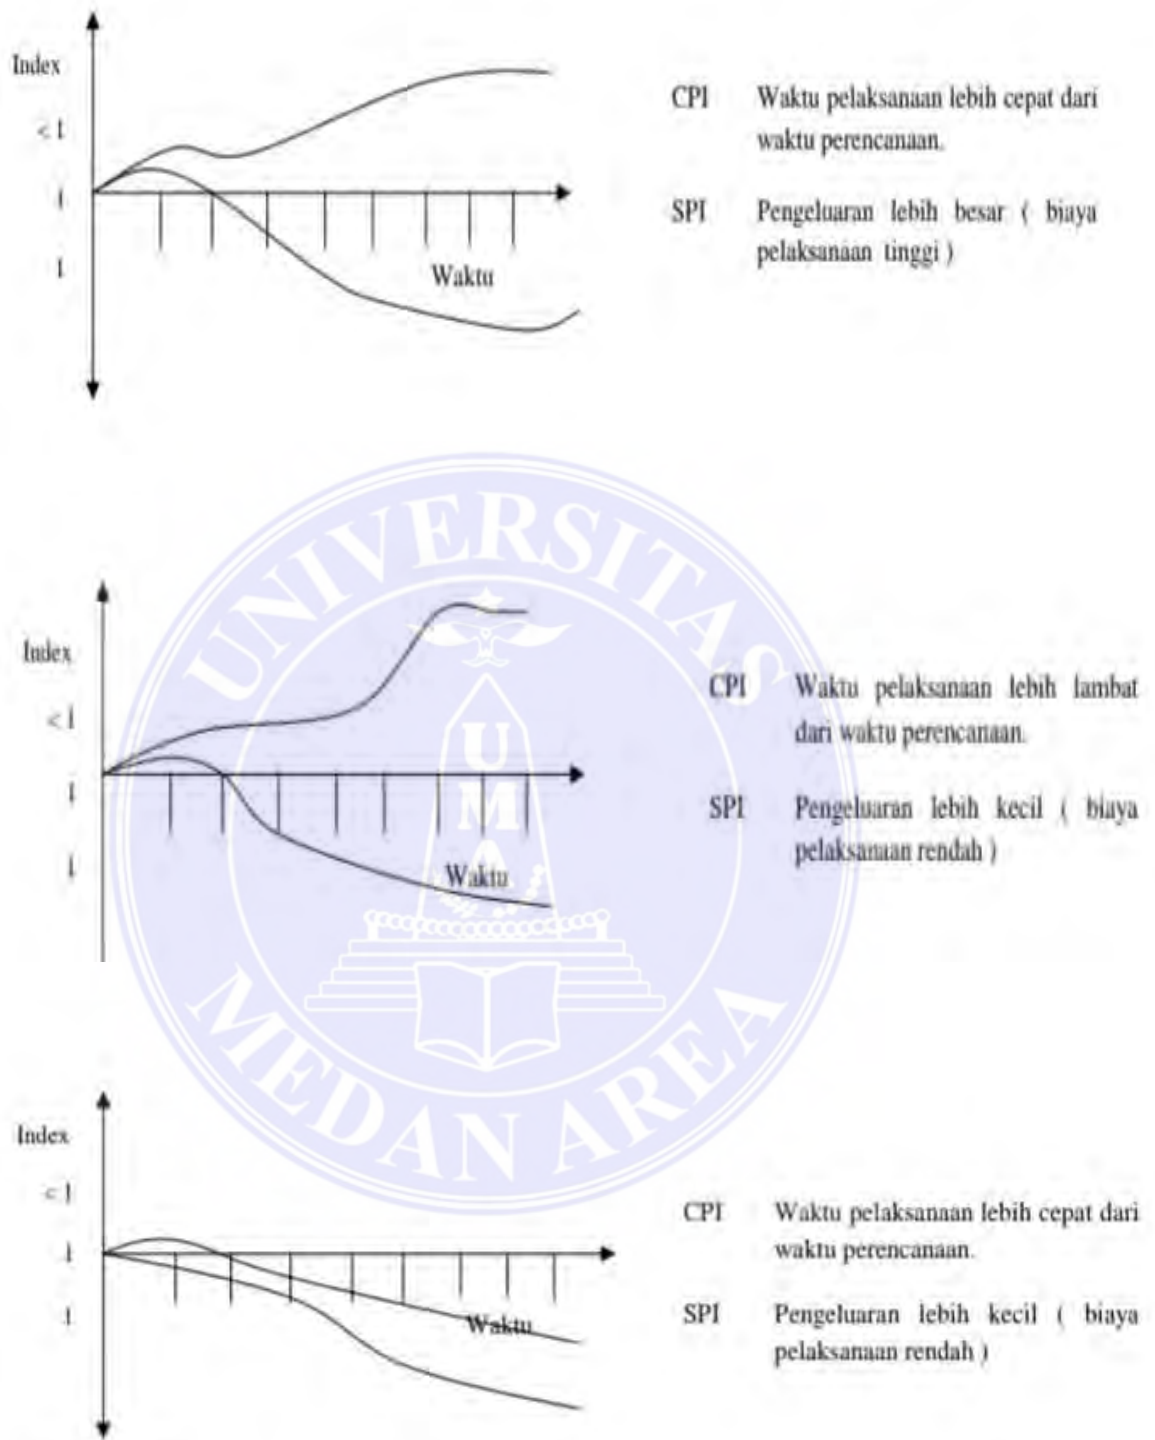 Index
< 1
1
1
Waktu
CPI Waktu pelaksanaan lebih cepat dari
waktu perencanaan.
SPI Pengeluaran lebih besar ( biaya
pelaksanaan tinggi )
UNIVERSITAS
MEDAN AREA
UMA
Index
< 1
1
1
Waktu
CPI Waktu pelaksanaan lebih lambat
dari waktu perencanaan.
SPI Pengeluaran lebih kecil ( biaya
pelaksanaan rendah )
Index
< 1
1
1
Waktu
CPI Waktu pelaksanaan lebih cepat dari
waktu perencanaan.
SPI Pengeluaran lebih kecil ( biaya
pelaksanaan rendah )